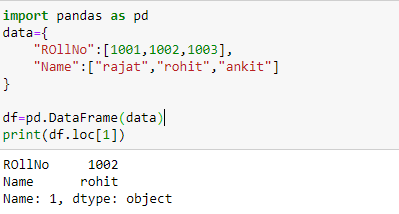 import pandas as pd
data={
    "ROllNo":[1001,1002,1003],
    "Name":["rajat","rohit","ankit"]
}
df=pd.DataFrame(data)
print(df.loc[1])
ROllNo     1002
Name      rohit
Name: 1, dtype: object